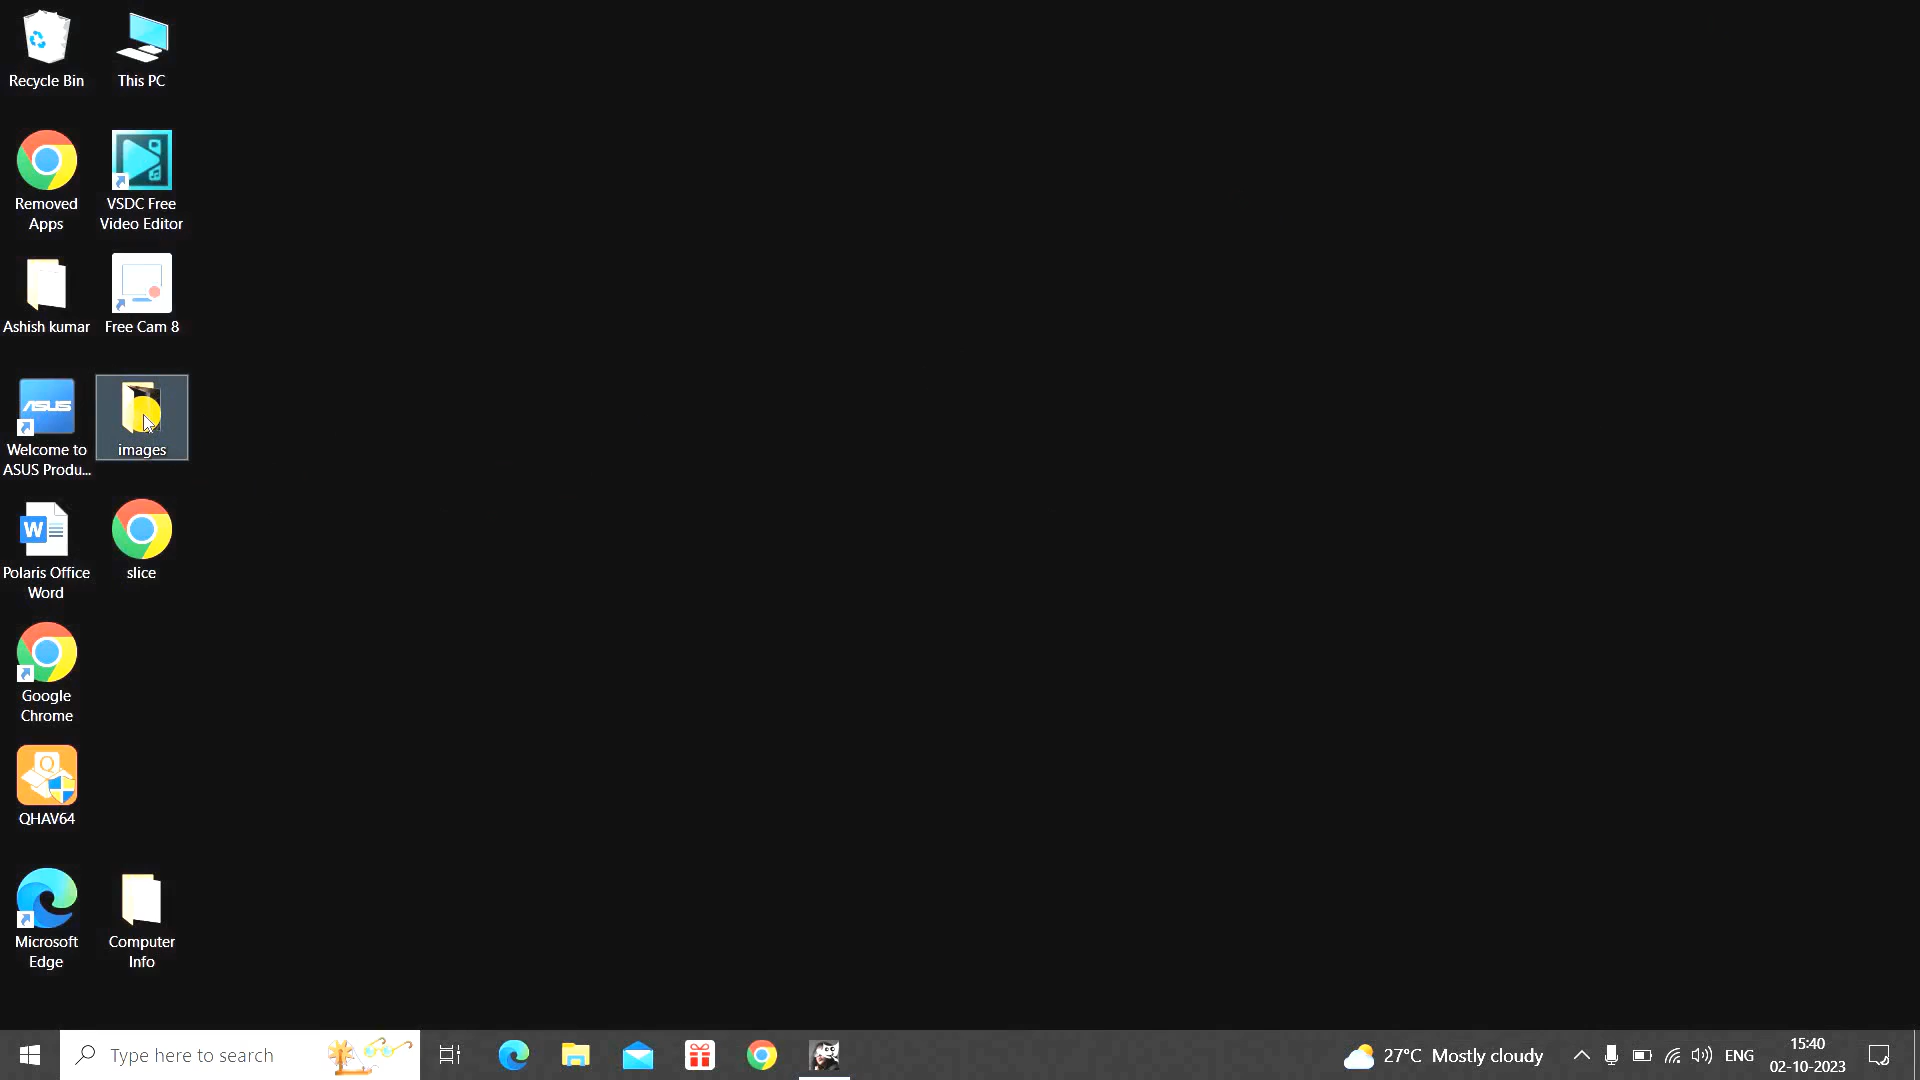 Recycle Bin
This PC
Removed
Apps
VSDC Free
Video Editor
Ashish kumar
Free Cam 8
ASUS
Welcome to
ASUS Produ...
images
W
Polaris Office
Word
slice
Google
Chrome
Q
QHAV64
Microsoft
Edge
Computer
Info
Type here to search
27°C Mostly cloudy
ENG
15:40
02-10-2023